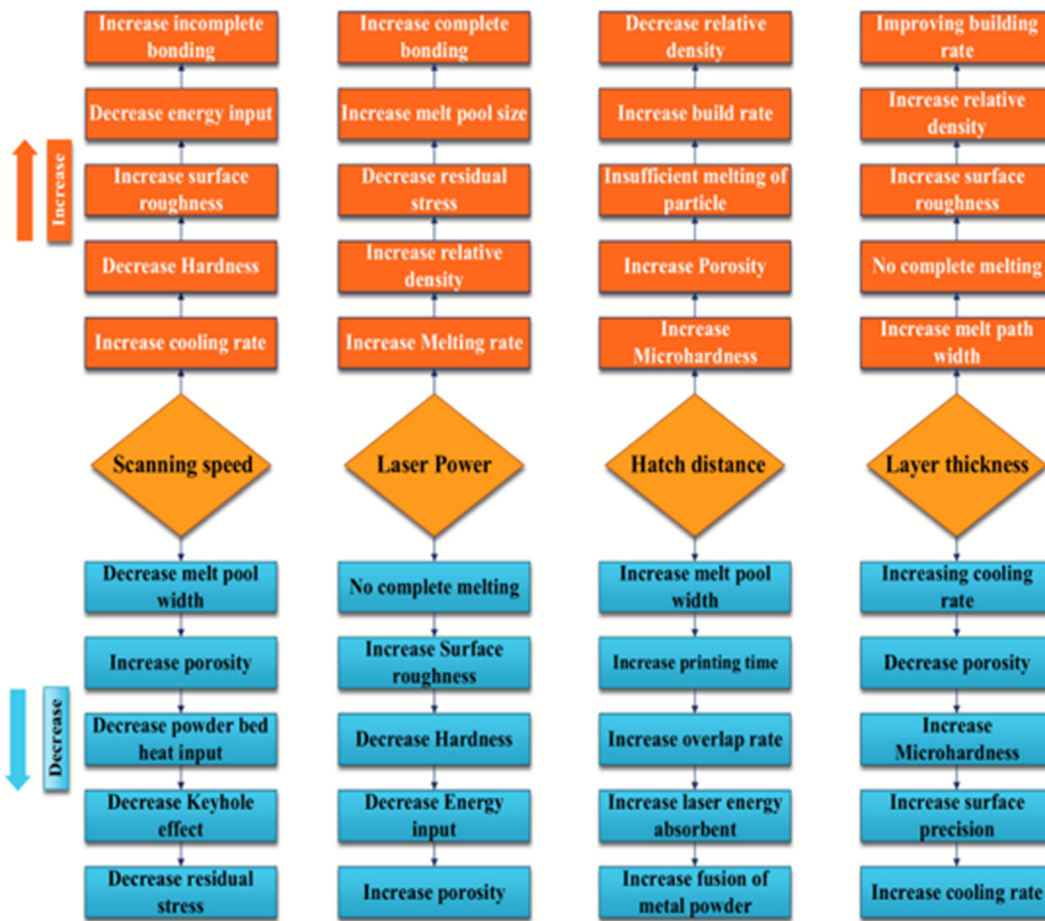 Increase incomplete
bonding
Increase complete
bonding
Decrease relative
density
Improving building
rate
Decrease energy input
Increase melt pool size
Increase build rate
Increase relative
density
Increase surface
roughness
Decrease residual
stress
Insufficient melting of
particle
Increase surface
roughness
Increase
Decrease Hardness
Increase relative
density
Increase Porosity
No complete melting
Increase cooling rate
Increase Melting rate
Increase
Microhardness
Increase melt path
width
Scanning speed
Laser Power
Hatch distance
Layer thickness
Decrease melt pool
width
No complete melting
Increase melt pool
width
Increasing cooling
rate
Increase porosity
Increase Surface
roughness
Increase printing time
Decrease porosity
Decrease
Decrease powder bed
heat input
Decrease Hardness
Increase overlap rate
Increase
Microhardness
Decrease Keyhole
effect
Decrease Energy
input
Increase laser energy
absorbent
Increase surface
precision
Decrease residual
stress
Increase porosity
Increase fusion of
metal powder
Increase cooling rate